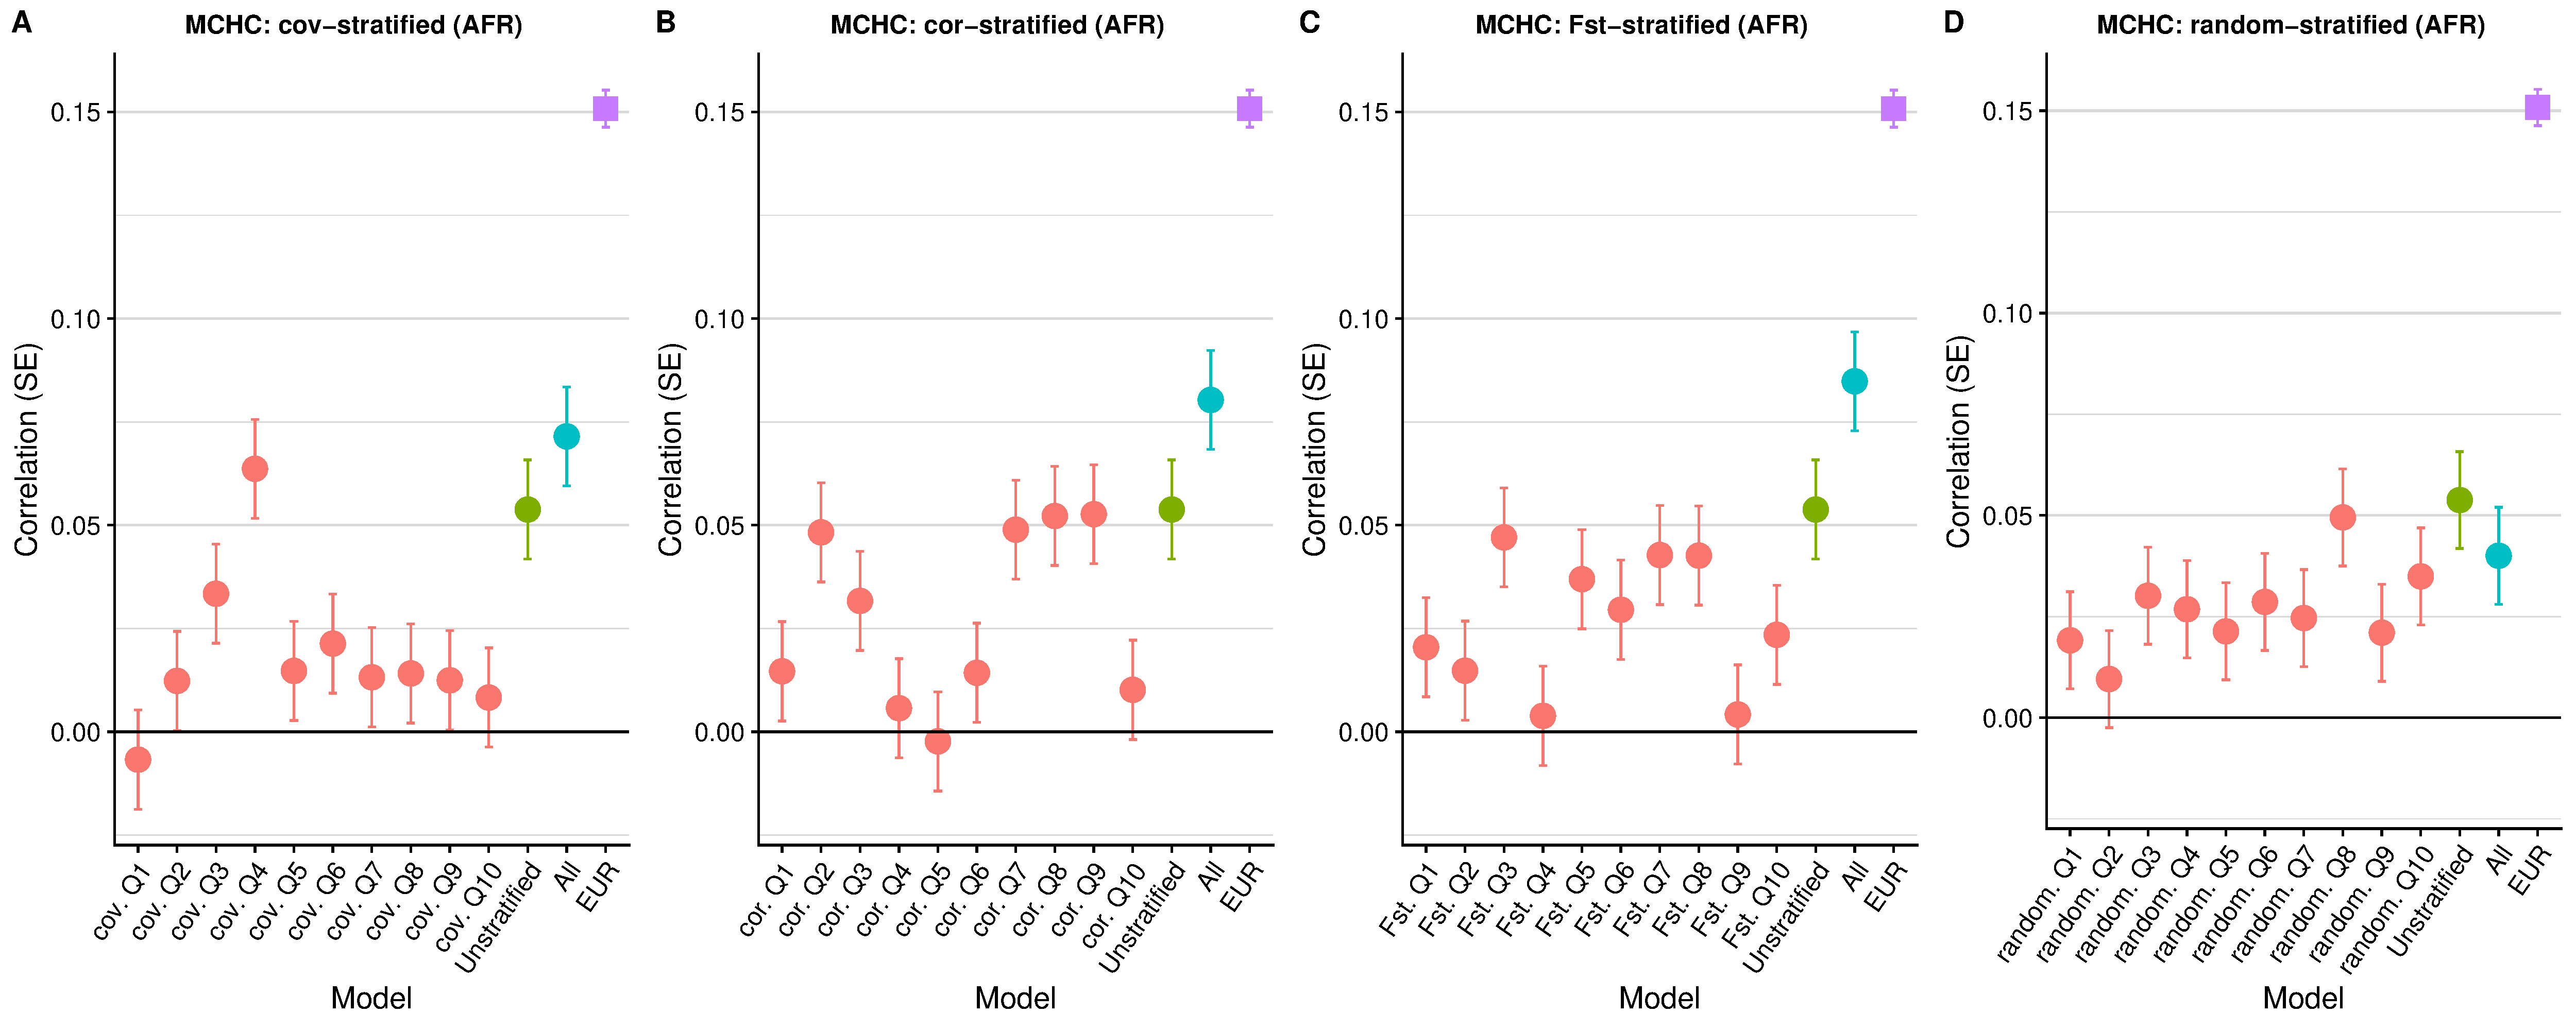 A
MCHC: cov−stratified (AFR)
Correlation (SE)
0.15
0.10
0.05
0.00
cov. Q1
cov. Q2
cov. Q3
cov. Q4
cov. Q5
cov. Q6
cov. Q7
cov. Q8
cov. Q9
cov. Q10
Unstratified
All
EUR
Model
B
MCHC: cor−stratified (AFR)
Correlation (SE)
0.15
0.10
0.05
0.00
cor. Q1
cor. Q2
cor. Q3
cor. Q4
cor. Q5
cor. Q6
cor. Q7
cor. Q8
cor. Q9
cor. Q10
Unstratified
All
EUR
Model
C
MCHC: Fst−stratified (AFR)
Correlation (SE)
0.15
0.10
0.05
0.00
Fst. Q1
Fst. Q2
Fst. Q3
Fst. Q4
Fst. Q5
Fst. Q6
Fst. Q7
Fst. Q8
Fst. Q9
Fst. Q10
Unstratified
All
EUR
Model
D
MCHC: random−stratified (AFR)
Correlation (SE)
0.15
0.10
0.05
0.00
random. Q1
random. Q2
random. Q3
random. Q4
random. Q5
random. Q6
random. Q7
random. Q8
random. Q9
random. Q10
Unstratified
All
EUR
Model